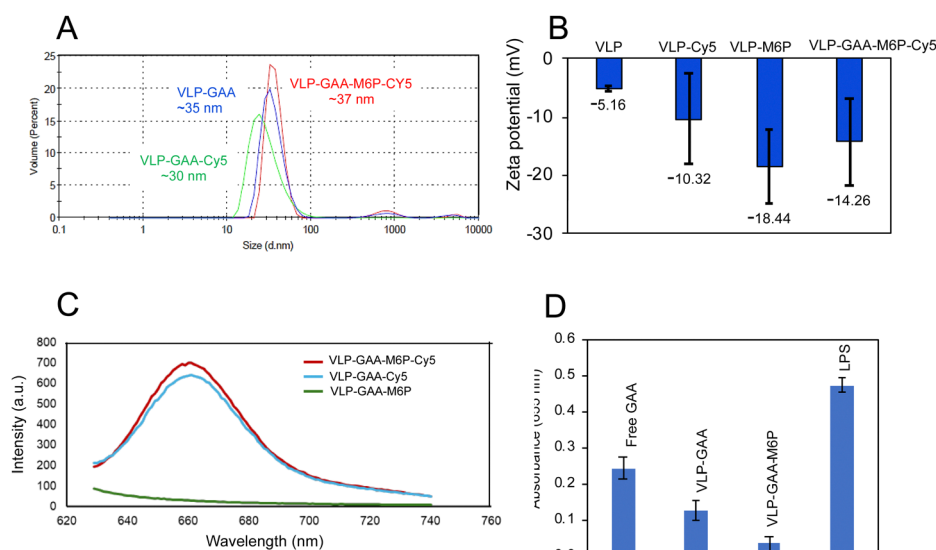 A
Volume (Percent)
25
20
15
10
5
0
0.1
1
10
100
1000
10000
Size (d.nm)
VLP-GAA
~35 nm
VLP-GAA-M6P-CY5
~37 nm
VLP-GAA-Cy5
~30 nm
B
Zeta potential (mV)
0
-10
-20
-30
VLP
VLP-Cy5
VLP-M6P
VLP-GAA-M6P-Cy5
−5.16
−10.32
−18.44
−14.26
C
Intensity (a.u.)
800
700
600
500
400
300
200
100
0
620
640
660
680
700
720
740
760
Wavelength (nm)
VLP-GAA-M6P-Cy5
VLP-GAA-Cy5
VLP-GAA-M6P
D
0.6
0.5
0.4
0.3
0.2
0.1
Free GAA
VLP-GAA
VLP-GAA-M6P
LPS